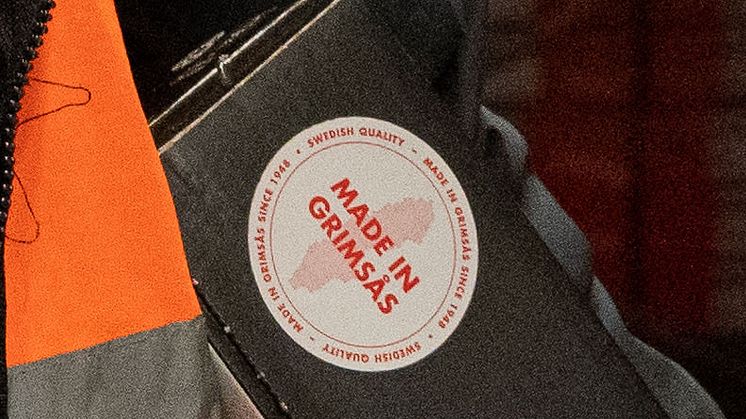 • SWEDISH QUALITY – MADE IN GRIMSÅS SINCE 1948 • SWEDISH QUALITY – MADE IN GRIMSÅS SINCE 1948
MADE IN
GRIMSÅS